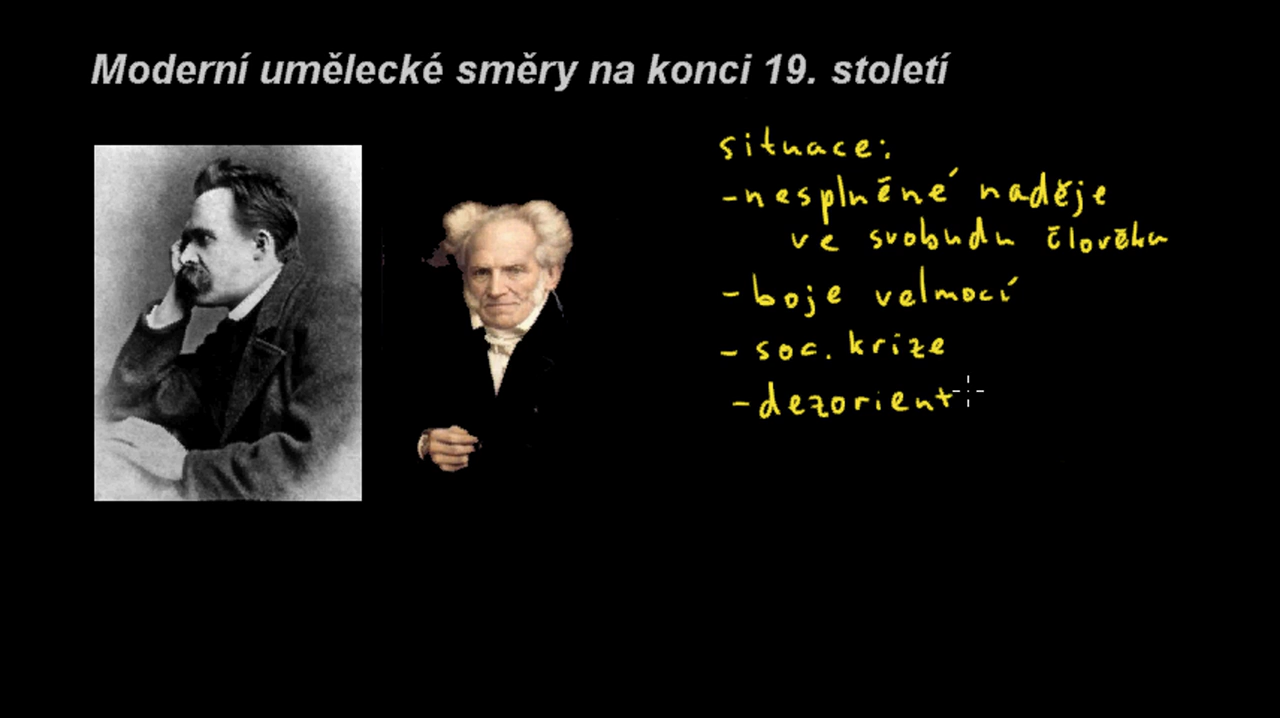 Moderní umělecké směry na konci 19. století
situace:
-nesplněné naděje
ve svobodu člověka
-boje velmocí
- soc. krize
-dezorient